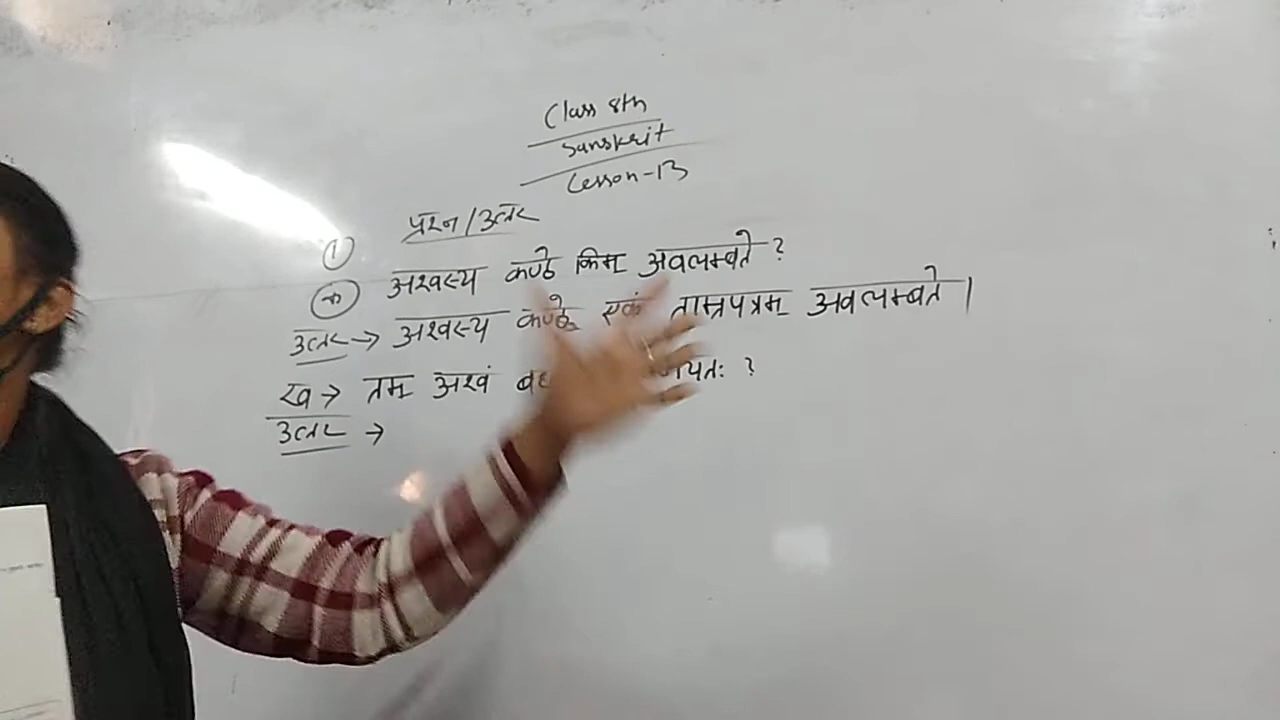 Class 8th
Sanskrit
Lesson-13
① प्रश्न/उत्तर
(क) अश्वस्य कण्ठे किम् अवलम्बते ?
उत्तर → अश्वस्य कण्ठे एकं ताम्रपत्रम् अवलम्बते ।
ख → तम् अश्वं ?
उत्तर →